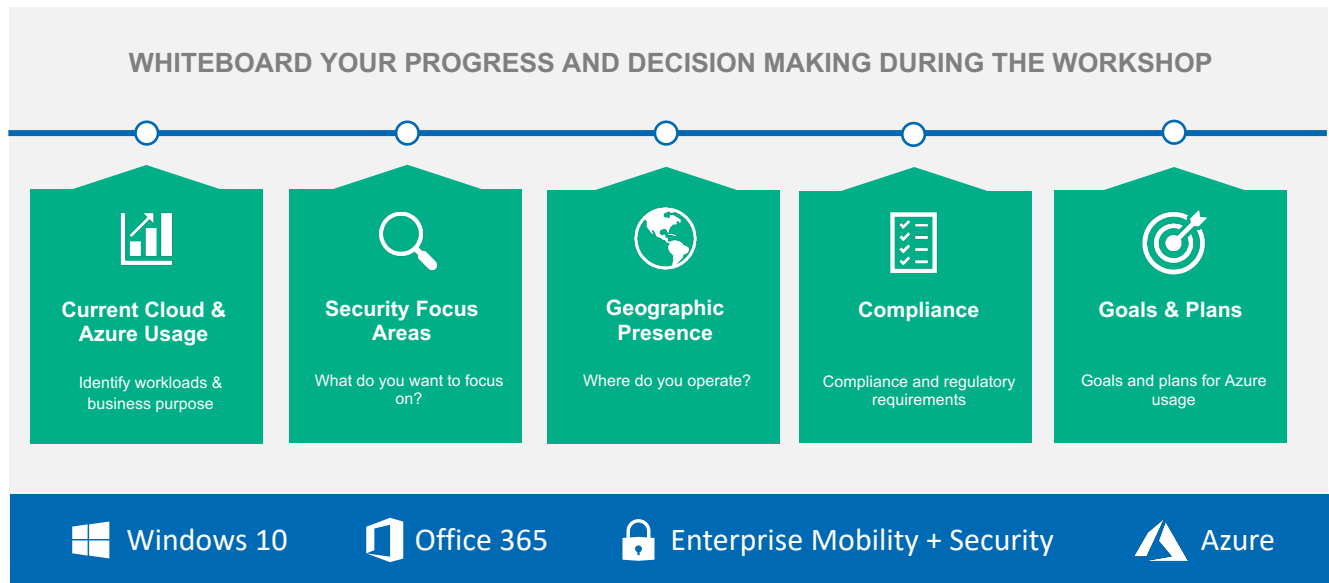 WHITEBOARD YOUR PROGRESS AND DECISION MAKING DURING THE WORKSHOP
Current Cloud &
Azure Usage
Identify workloads &
business purpose
Security Focus
Areas
What do you want to focus
on?
Geographic
Presence
Where do you operate?
Compliance
Compliance and regulatory
requirements
Goals & Plans
Goals and plans for Azure
usage
Windows 10
Office 365
Enterprise Mobility + Security
Azure